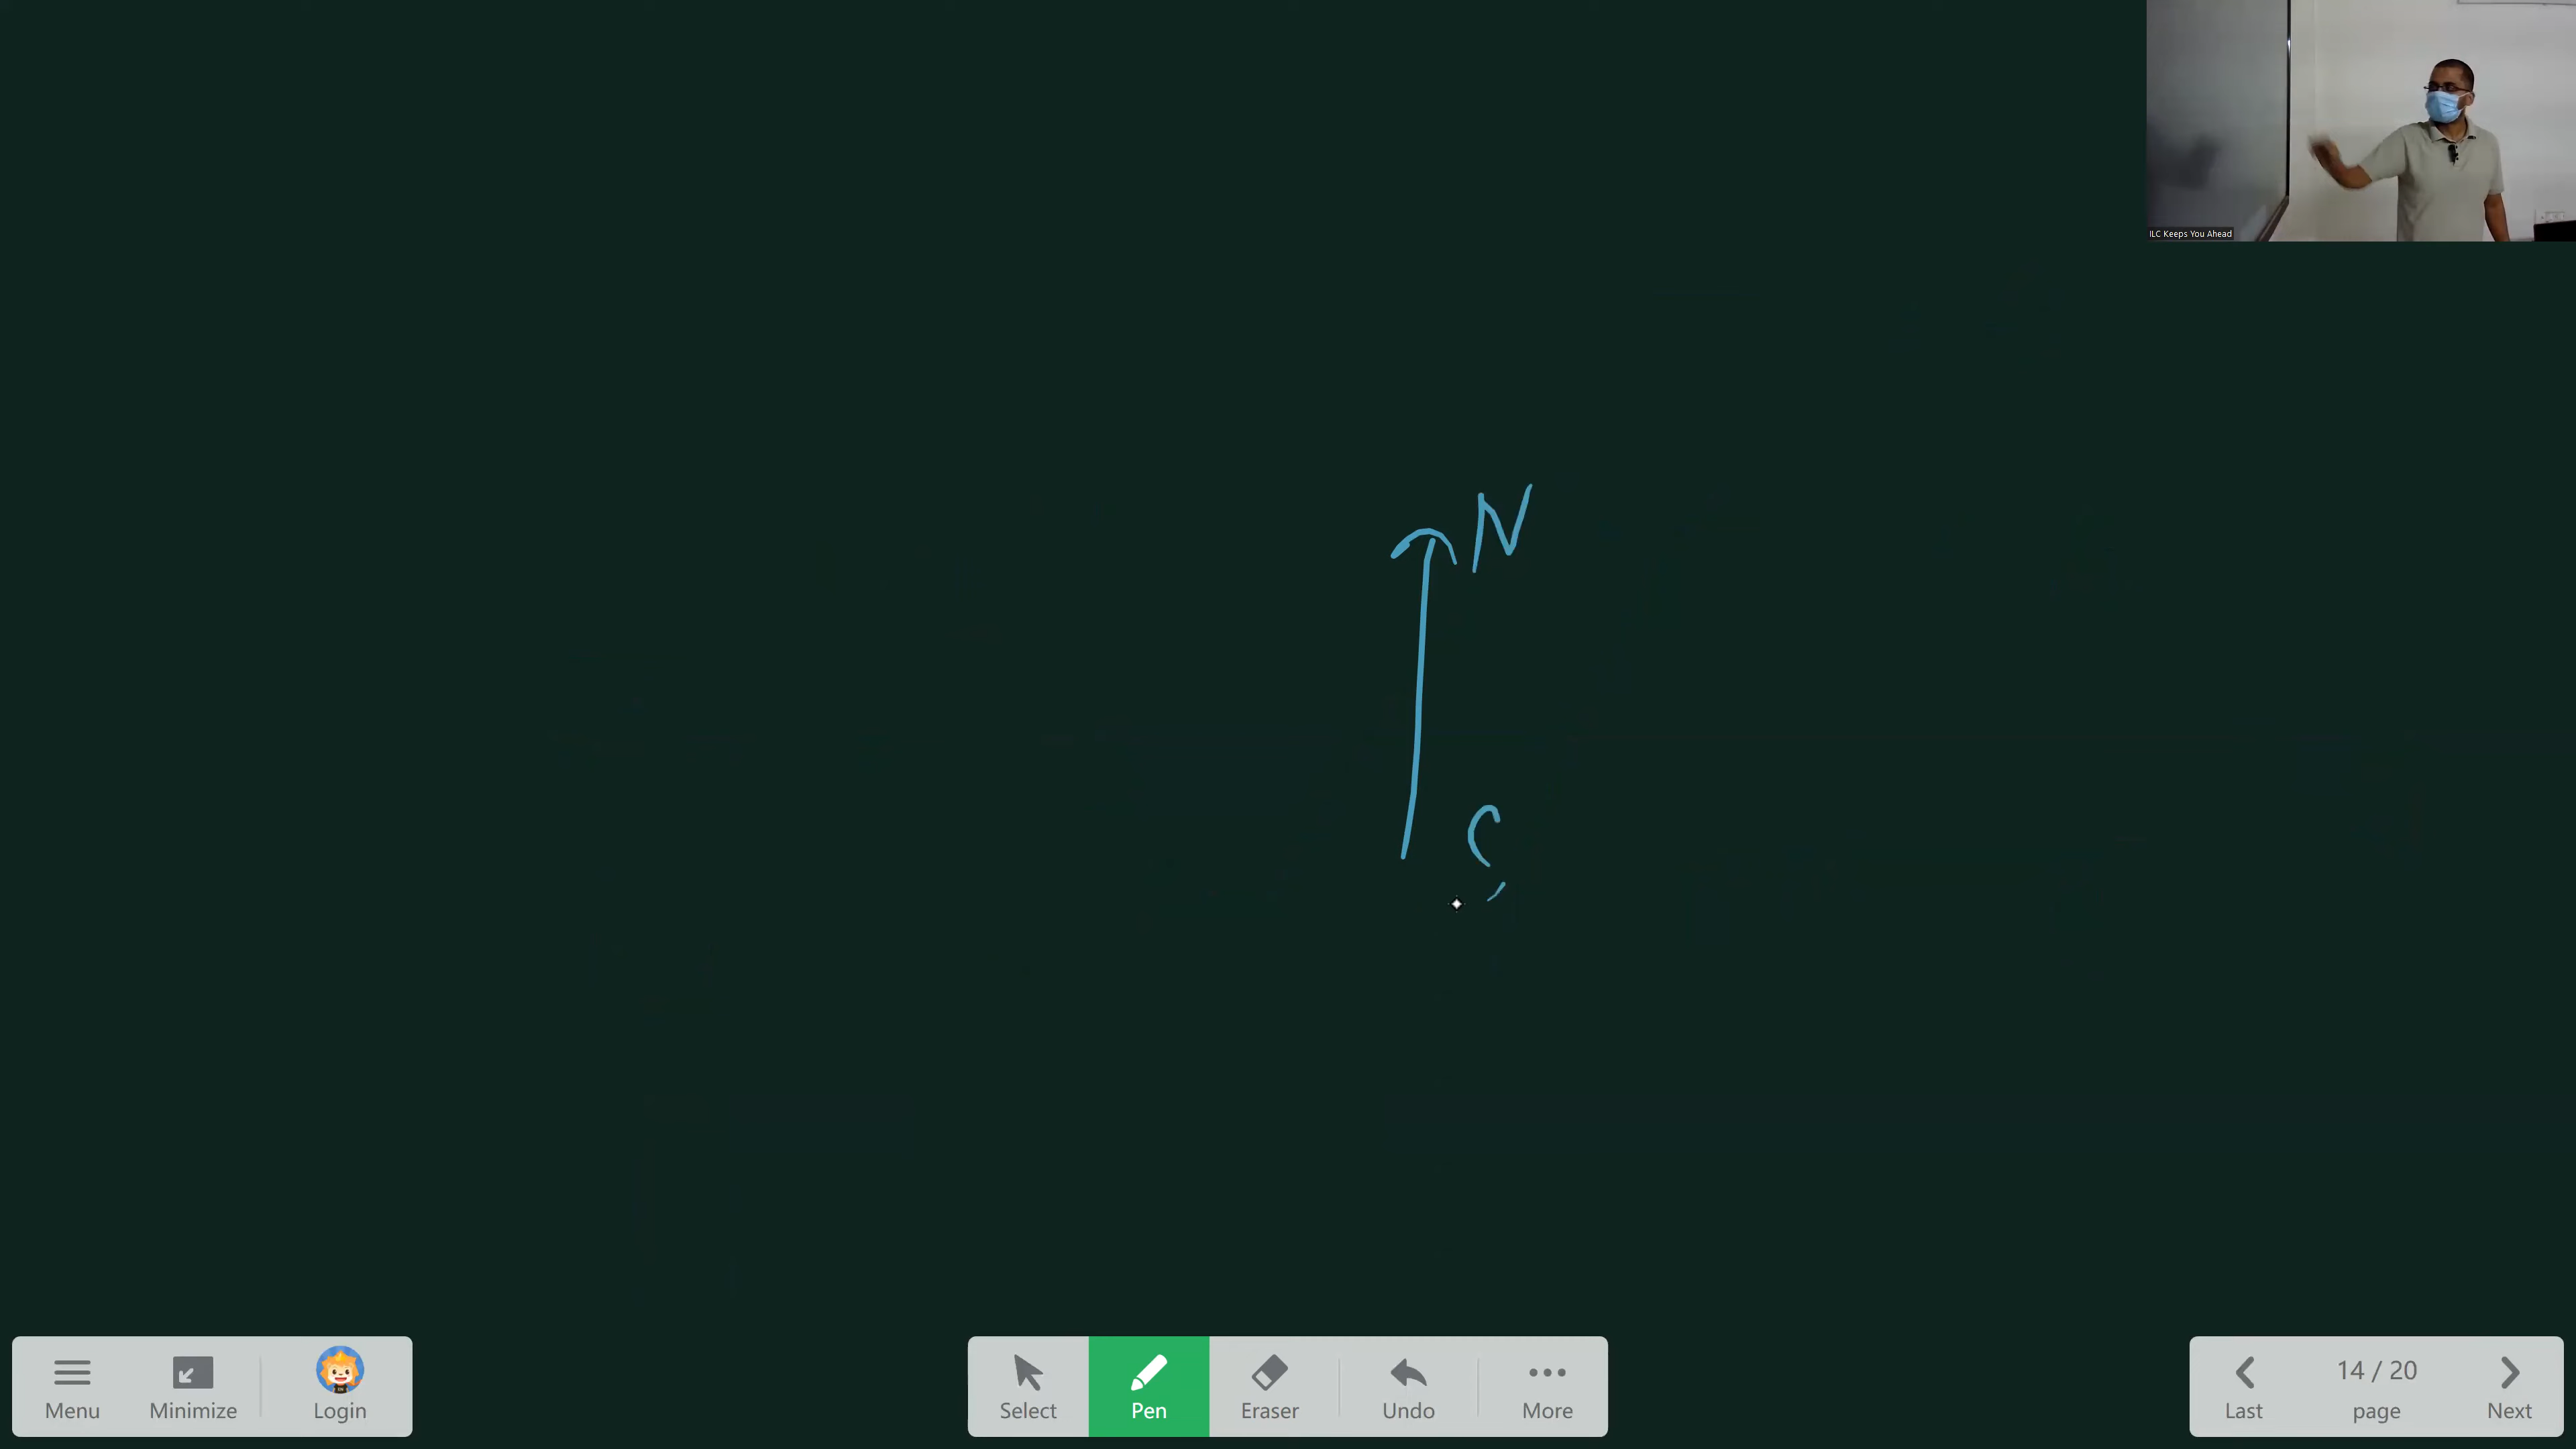 ILC Keeps You Ahead
N
S
Menu
Minimize
Login
Select
Pen
Eraser
Undo
More
Last
14 / 20
page
Next